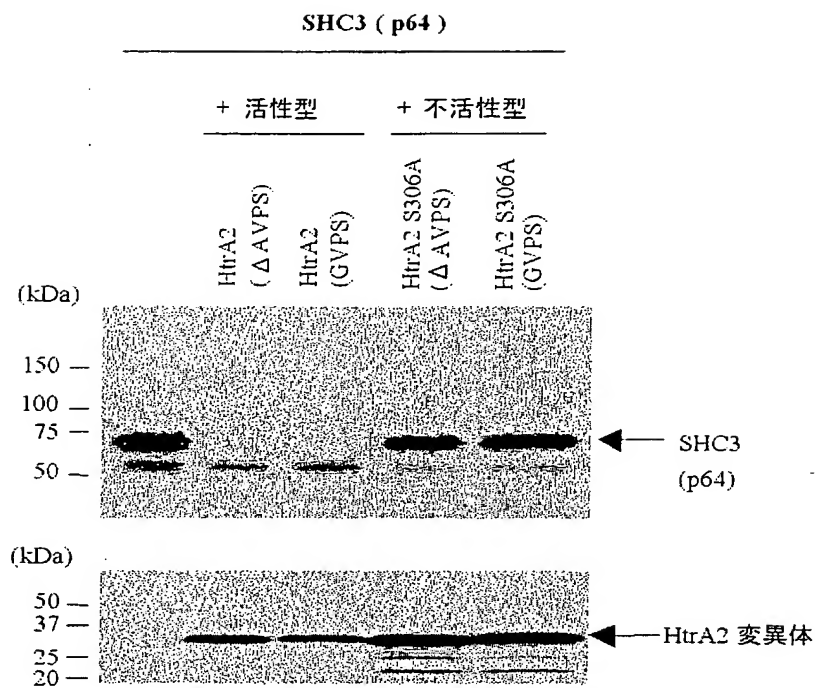 SHC3 ( p64 )
+ 活性型
+ 不活性型
HtrA2
( Δ AVPS)
HtrA2
(GVPS)
HtrA2 S306A
( Δ AVPS)
HtrA2 S306A
(GVPS)
(kDa)
150
100
75
50
SHC3
(p64)
(kDa)
50
37
25
20
HtrA2 変異体